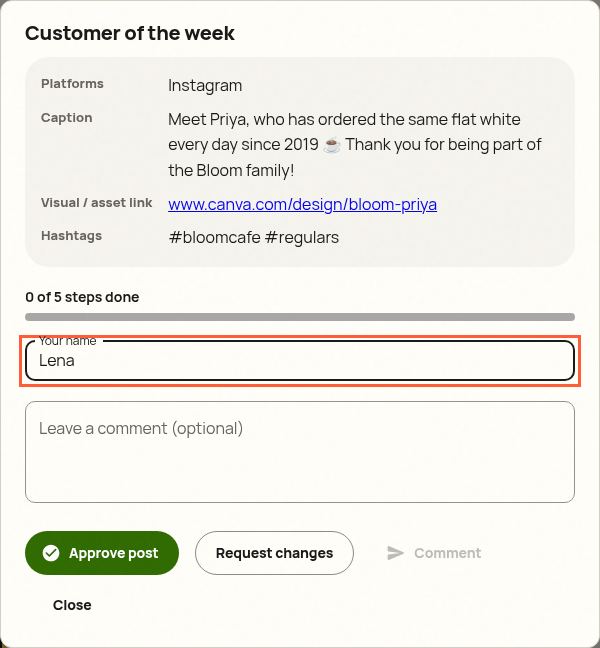 Customer of the week
Platforms
Instagram
Caption
Meet Priya, who has ordered the same flat white
every day since 2019 ☕ Thank you for being part of
the Bloom family!
Visual / asset link
www.canva.com/design/bloom-priya
Hashtags
#bloomcafe #regulars
0 of 5 steps done
Your name
Lena
Leave a comment (optional)
Approve post
Request changes
Comment
Close